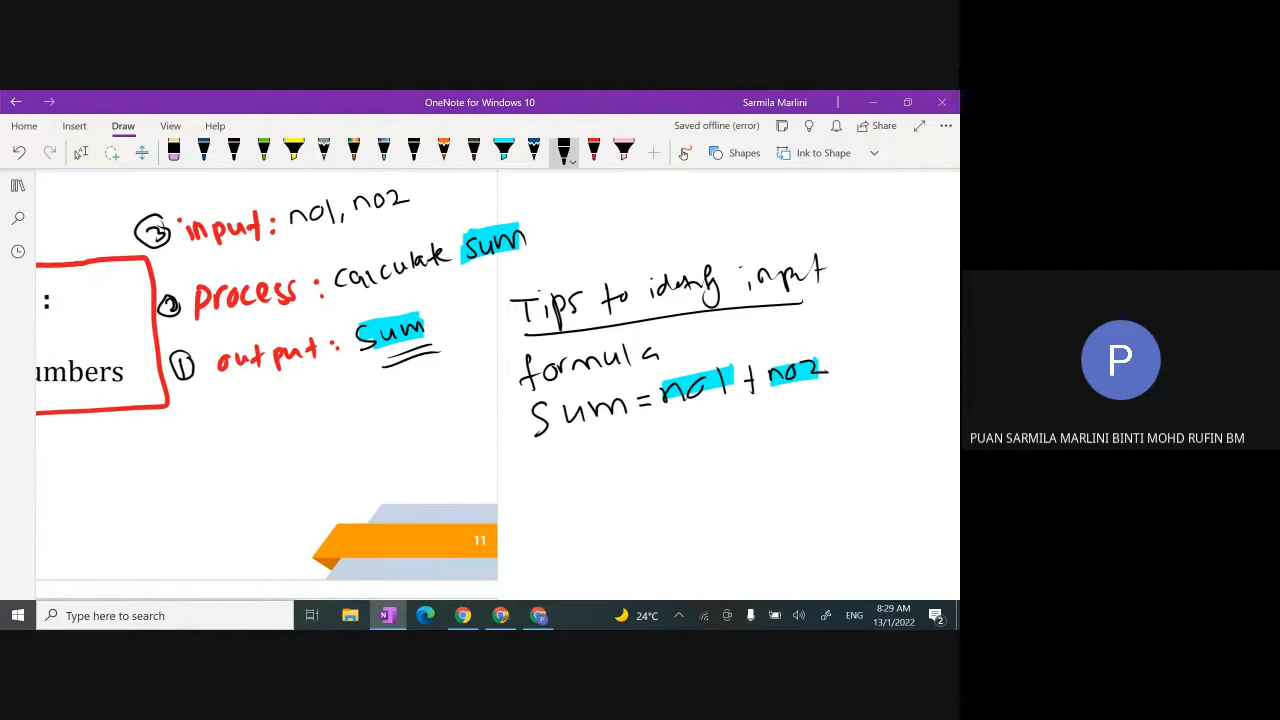 OneNote for Windows 10
Sarmila Marlini
Home Insert Draw View Help
Saved offline (error)
Share
Shapes
Ink to Shape
③ input: no1, no2
② process: calculate sum
① output: sum
:
umbers
11
Tips to identify input
formula
Sum = no1 + no2
P
PUAN SARMILA MARLINI BINTI MOHD RUFIN BM
Type here to search
24°C
ENG
8:29 AM
13/1/2022
2